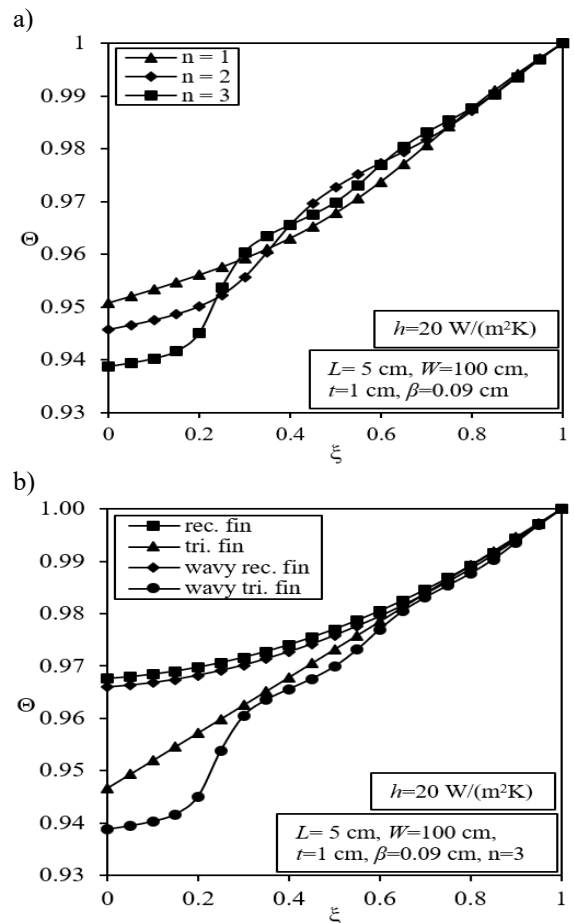 a)
1
0.99
0.98
0.97
0.96
0.95
0.94
0.93
Θ
n = 1
n = 2
n = 3
h=20 W/(m²K)
L= 5 cm, W=100 cm,
t=1 cm, β=0.09 cm
0 0.2 0.4 0.6 0.8 1
ξ
b)
1.00
0.99
0.98
0.97
0.96
0.95
0.94
0.93
Θ
rec. fin
tri. fin
wavy rec. fin
wavy tri. fin
h=20 W/(m²K)
L= 5 cm, W=100 cm,
t=1 cm, β=0.09 cm, n=3
0 0.2 0.4 0.6 0.8 1
ξ